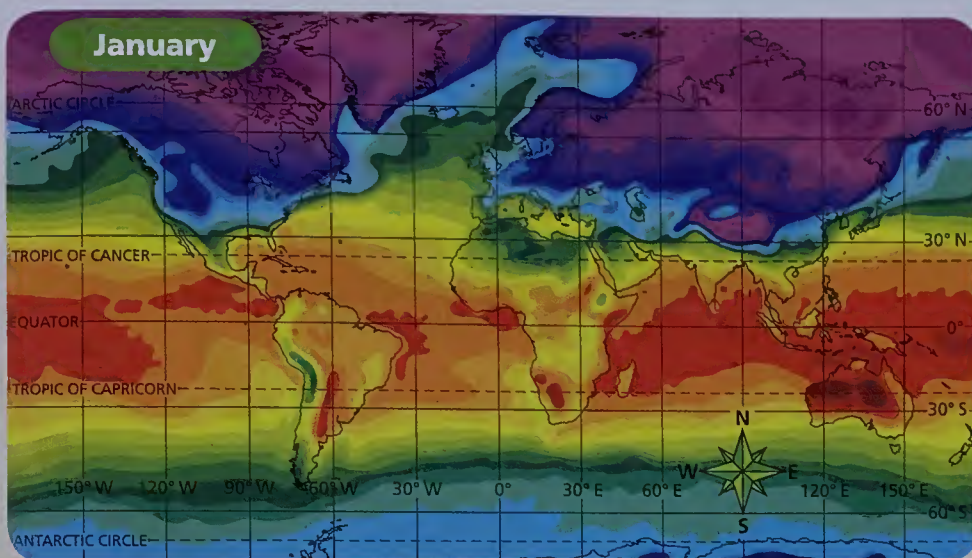 January
ARCTIC CIRCLE
60° N
30° N
TROPIC OF CANCER
EQUATOR
0°
TROPIC OF CAPRICORN
30° S
N
W E
150° W 120° W 90° W 60° W 30° W 0° 30° E 60° E 120° E 150° E
S
60° S
ANTARCTIC CIRCLE